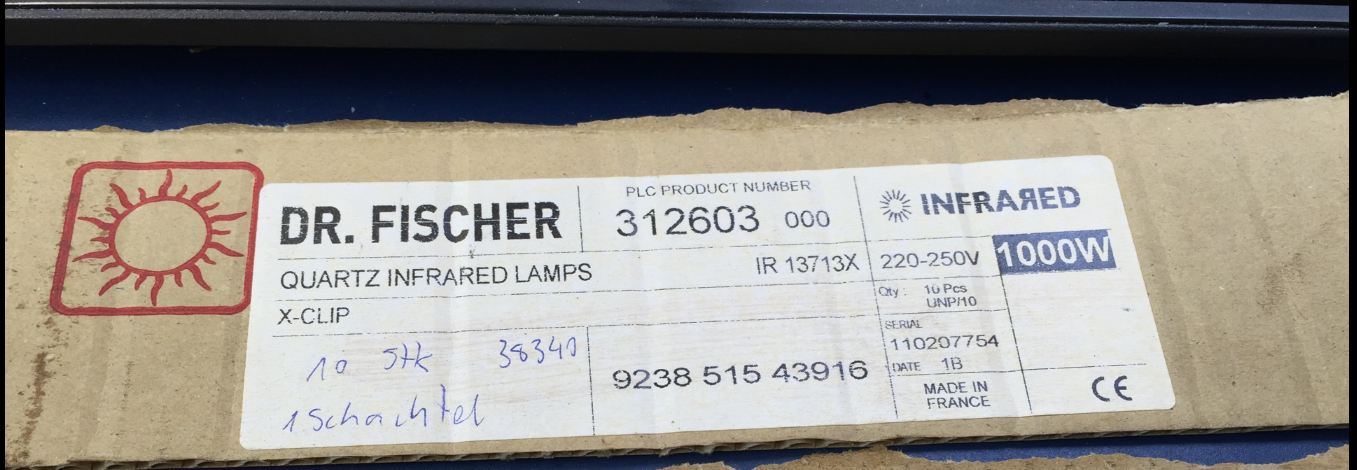 DR. FISCHER
PLC PRODUCT NUMBER
312603 000
INFRARED
QUARTZ INFRARED LAMPS
IR 13713X
220-250V
1000W
X-CLIP
Qty : 10 Pcs
UNP/10
10 Stk 38340
1 Schachtel
9238 515 43916
SERIAL
110207754
DATE 1B
MADE IN
FRANCE
CE